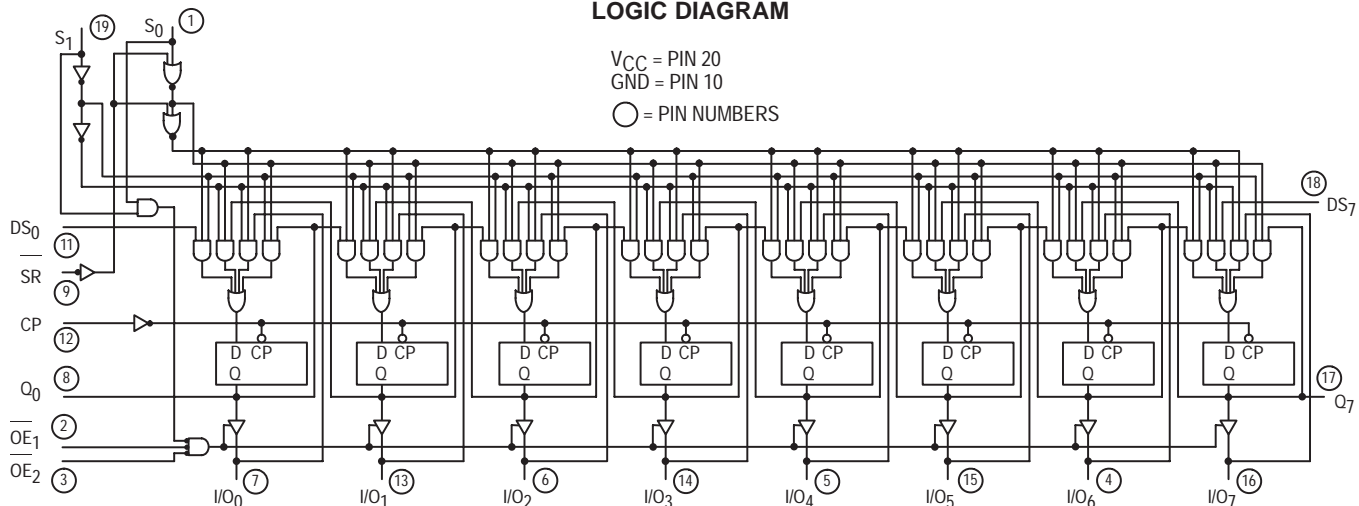 LOGIC DIAGRAM
S1 19 S0 1
VCC = PIN 20
GND = PIN 10
= PIN NUMBERS
18
DS7
DS0
11
SR
9
CP
12
D CP D CP D CP D CP D CP D CP D CP D CP
Q Q Q Q Q Q Q Q
8
Q0
17
Q7
2
OE1
OE2
3
I/O0 7 I/O1 13 I/O2 6 I/O3 14 I/O4 5 I/O5 15 I/O6 4 I/O7 16